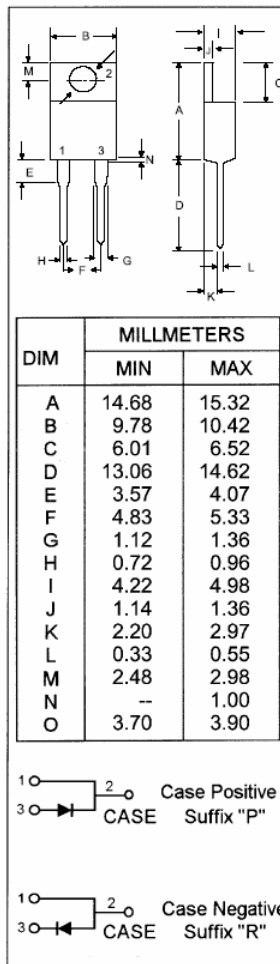 B
M
2
I
J
A
C
1
3
N
E
D
H
F
G
L
K
DIM
MILLMETERS
MIN MAX
A 14.68 15.32
B 9.78 10.42
C 6.01 6.52
D 13.06 14.62
E 3.57 4.07
F 4.83 5.33
G 1.12 1.36
H 0.72 0.96
I 4.22 4.98
J 1.14 1.36
K 2.20 2.97
L 0.33 0.55
M 2.48 2.98
N -- 1.00
O 3.70 3.90
1
2
3
CASE
Case Positive
Suffix "P"
1
2
3
CASE
Case Negative
Suffix "R"